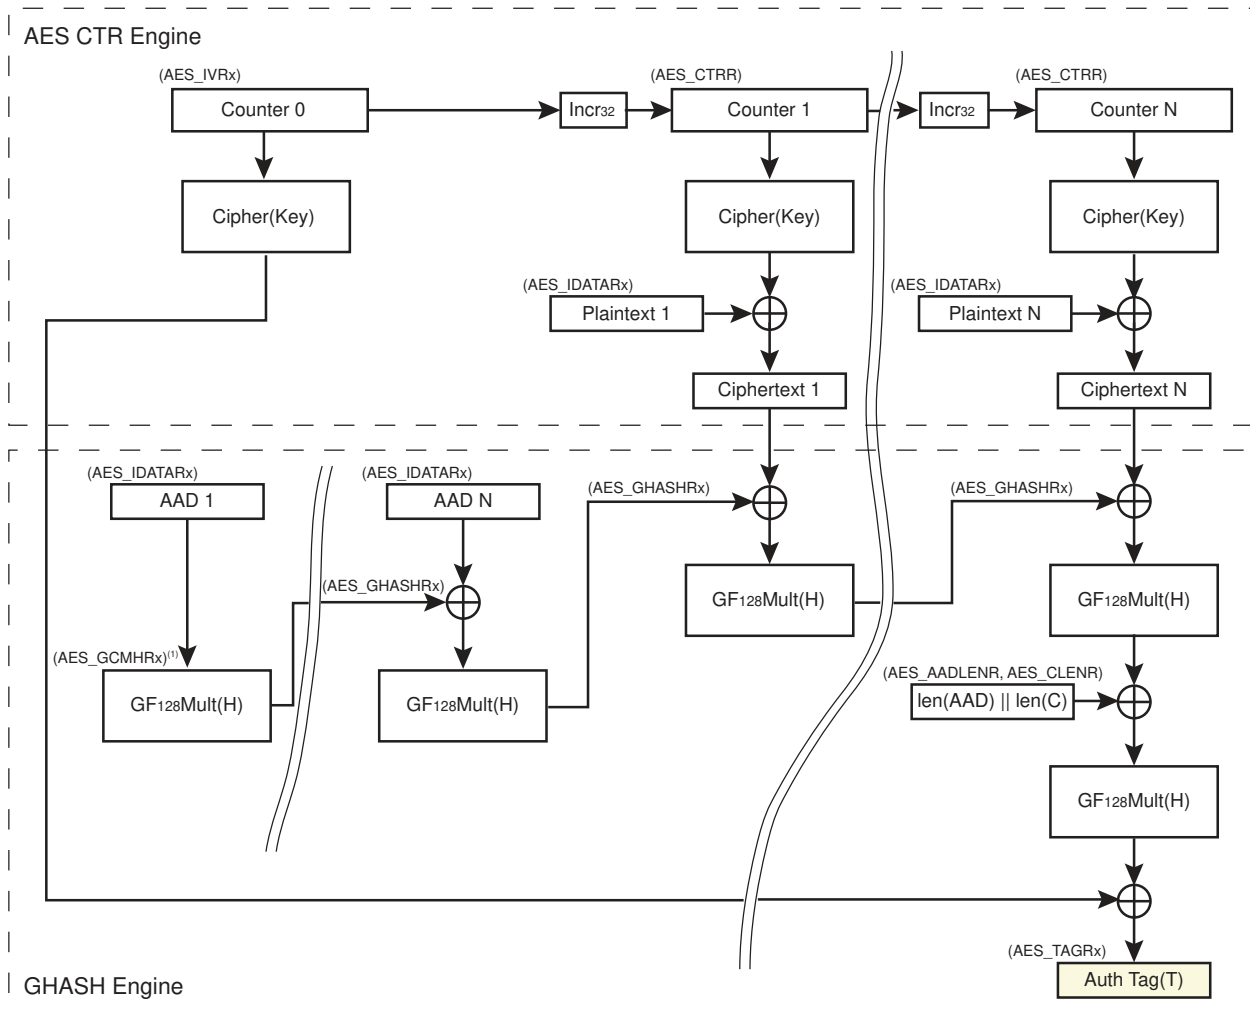 AES CTR Engine
(AES_IVRx)
(AES_CTRR)
(AES_CTRR)
Counter 0
Incr32
Counter 1
Incr32
Counter N
Cipher(Key)
Cipher(Key)
Cipher(Key)
(AES_IDATARx)
(AES_IDATARx)
Plaintext 1
Plaintext N
Ciphertext 1
Ciphertext N
(AES_IDATARx)
(AES_IDATARx)
(AES_GHASHRx)
(AES_GHASHRx)
AAD 1
AAD N
(AES_GHASHRx)
GF128Mult(H)
GF128Mult(H)
(AES_GCMHRx)(1)
GF128Mult(H)
GF128Mult(H)
(AES_AADLENR, AES_CLENR)
len(AAD) || len(C)
GF128Mult(H)
(AES_TAGRx)
Auth Tag(T)
GHASH Engine